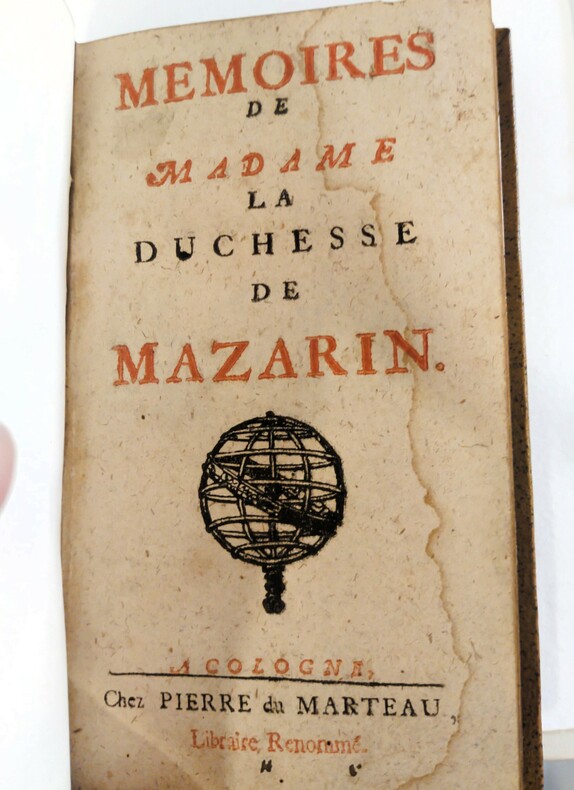 MEMOIRES
DE
MADAME
LA
DUCHESSE
DE
MAZARIN.
A COLOGNE,
Chez PIERRE du MARTEAU,
Libraire, Renommé.